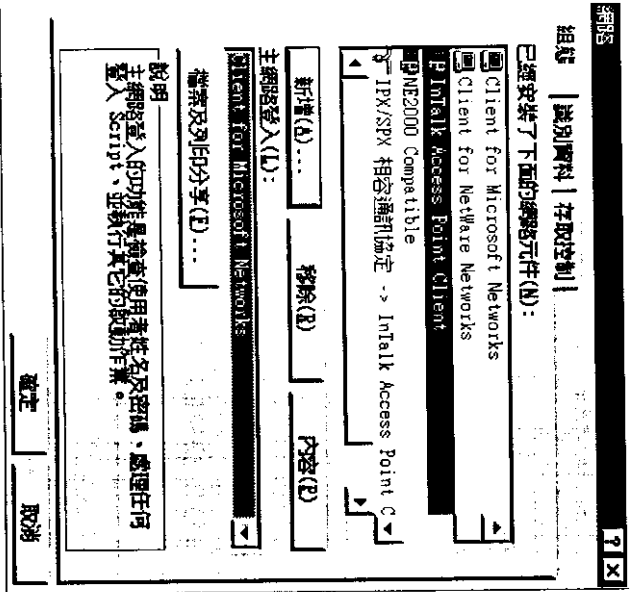 網路
組態 識別資料 存取控制
已經安裝了下面的網路元件(N):
Client for Microsoft Networks
Client for NetWare Networks
InTalk Access Point Client
NE2000 Compatible
IPX/SPX 相容通訊協定 -> InTalk Access Point C
新增(A)... 移除(R) 內容(P)
主網路登入(L):
Client for Microsoft Networks
檔案及列印分享(F)...
說明
主網路登入的功能是檢查使用者姓名及密碼、處理任何
登入 Script、並執行其它的啟動作業。
確定 取消